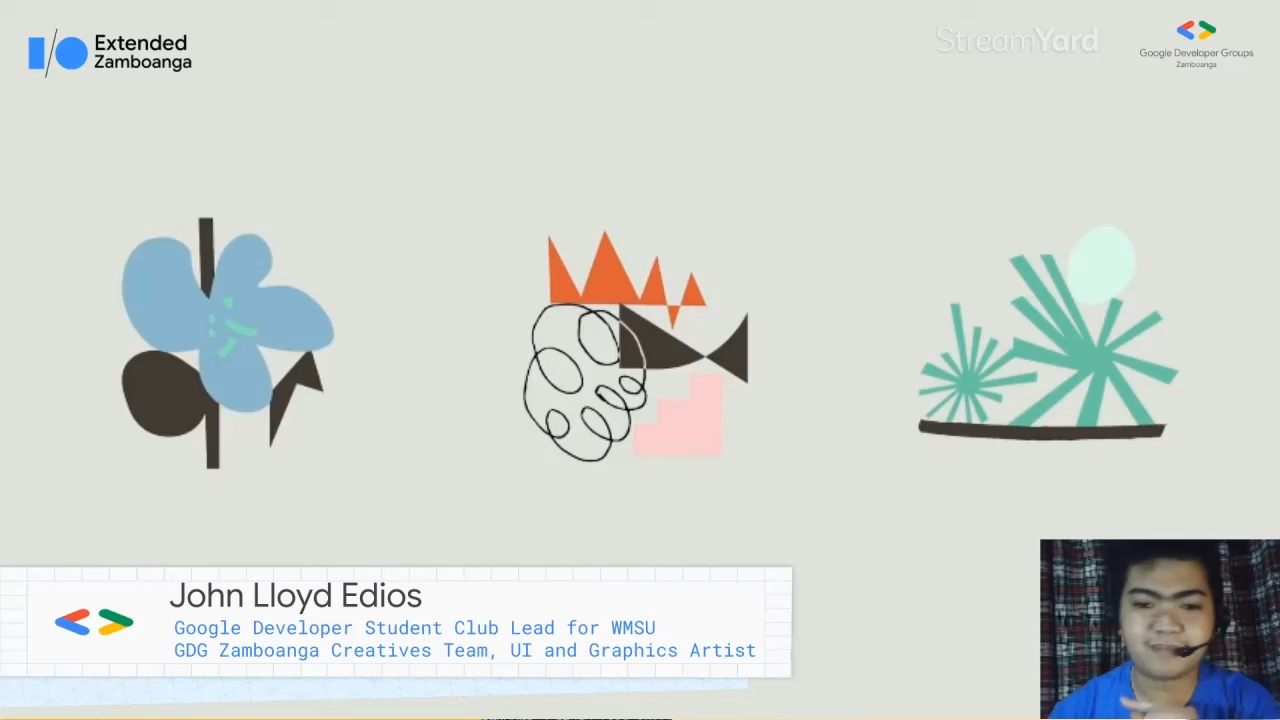 I/O Extended
Zamboanga
StreamYard
Google Developer Groups
Zamboanga
John Lloyd Edios
Google Developer Student Club Lead for WMSU
GDG Zamboanga Creatives Team, UI and Graphics Artist